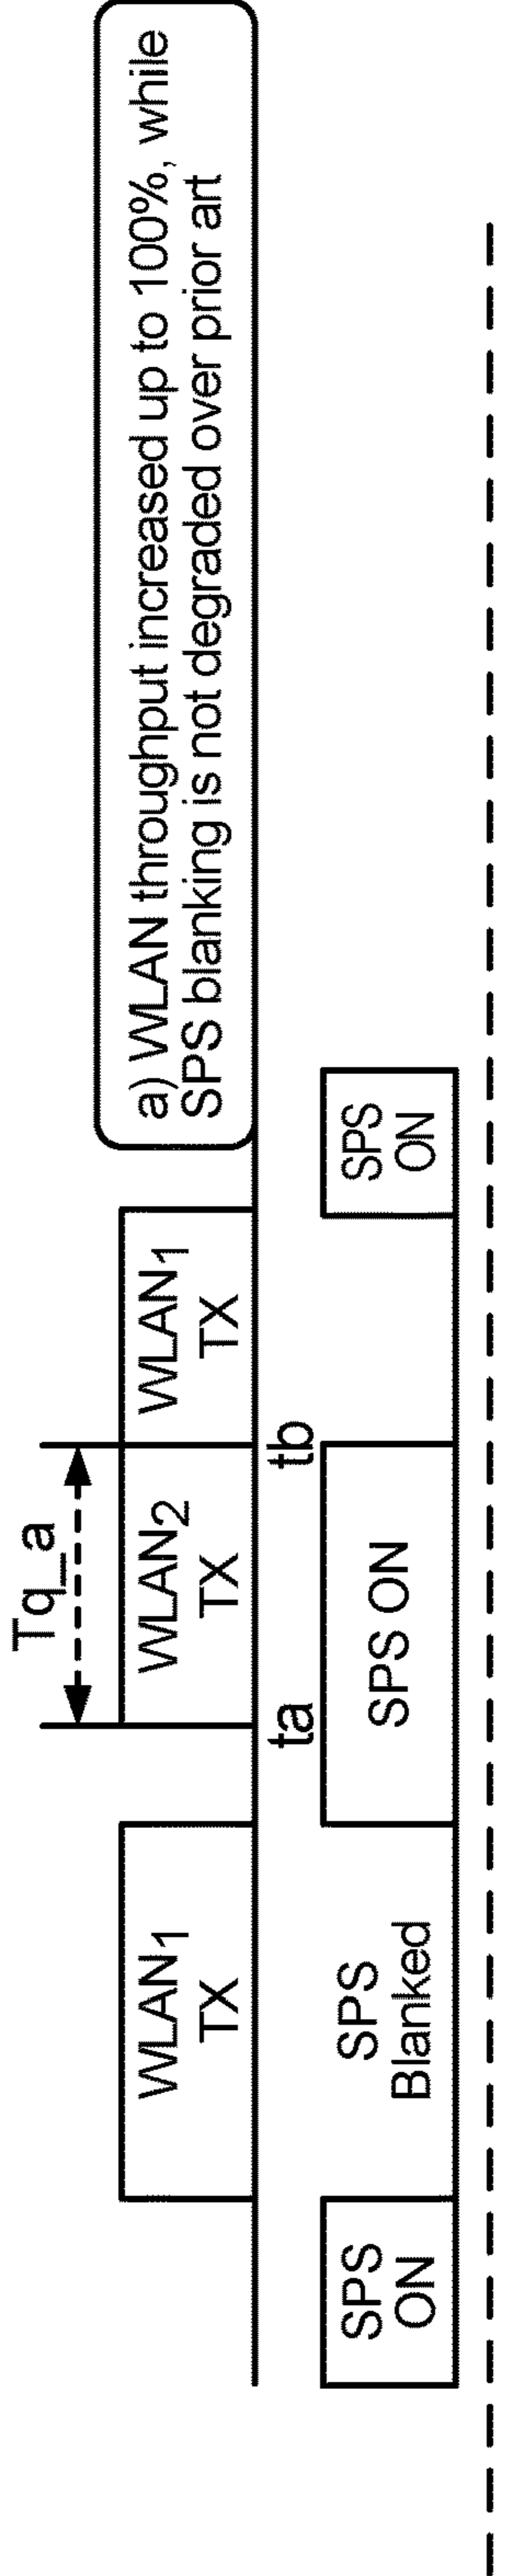 Tq_a
WLAN1
TX
WLAN2
TX
WLAN1
TX
a) WLAN throughput increased up to 100%, while
SPS blanking is not degraded over prior art
ta
tb
SPS
ON
SPS
Blanked
SPS ON
SPS
ON